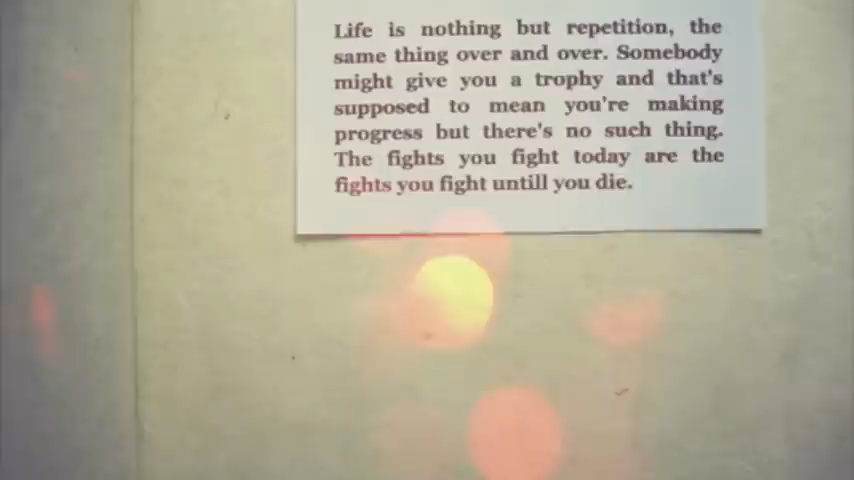 Life is nothing but repetition, the
same thing over and over. Somebody
might give you a trophy and that's
supposed to mean you're making
progress but there's no such thing.
The fights you fight today are the
fights you fight untill you die.